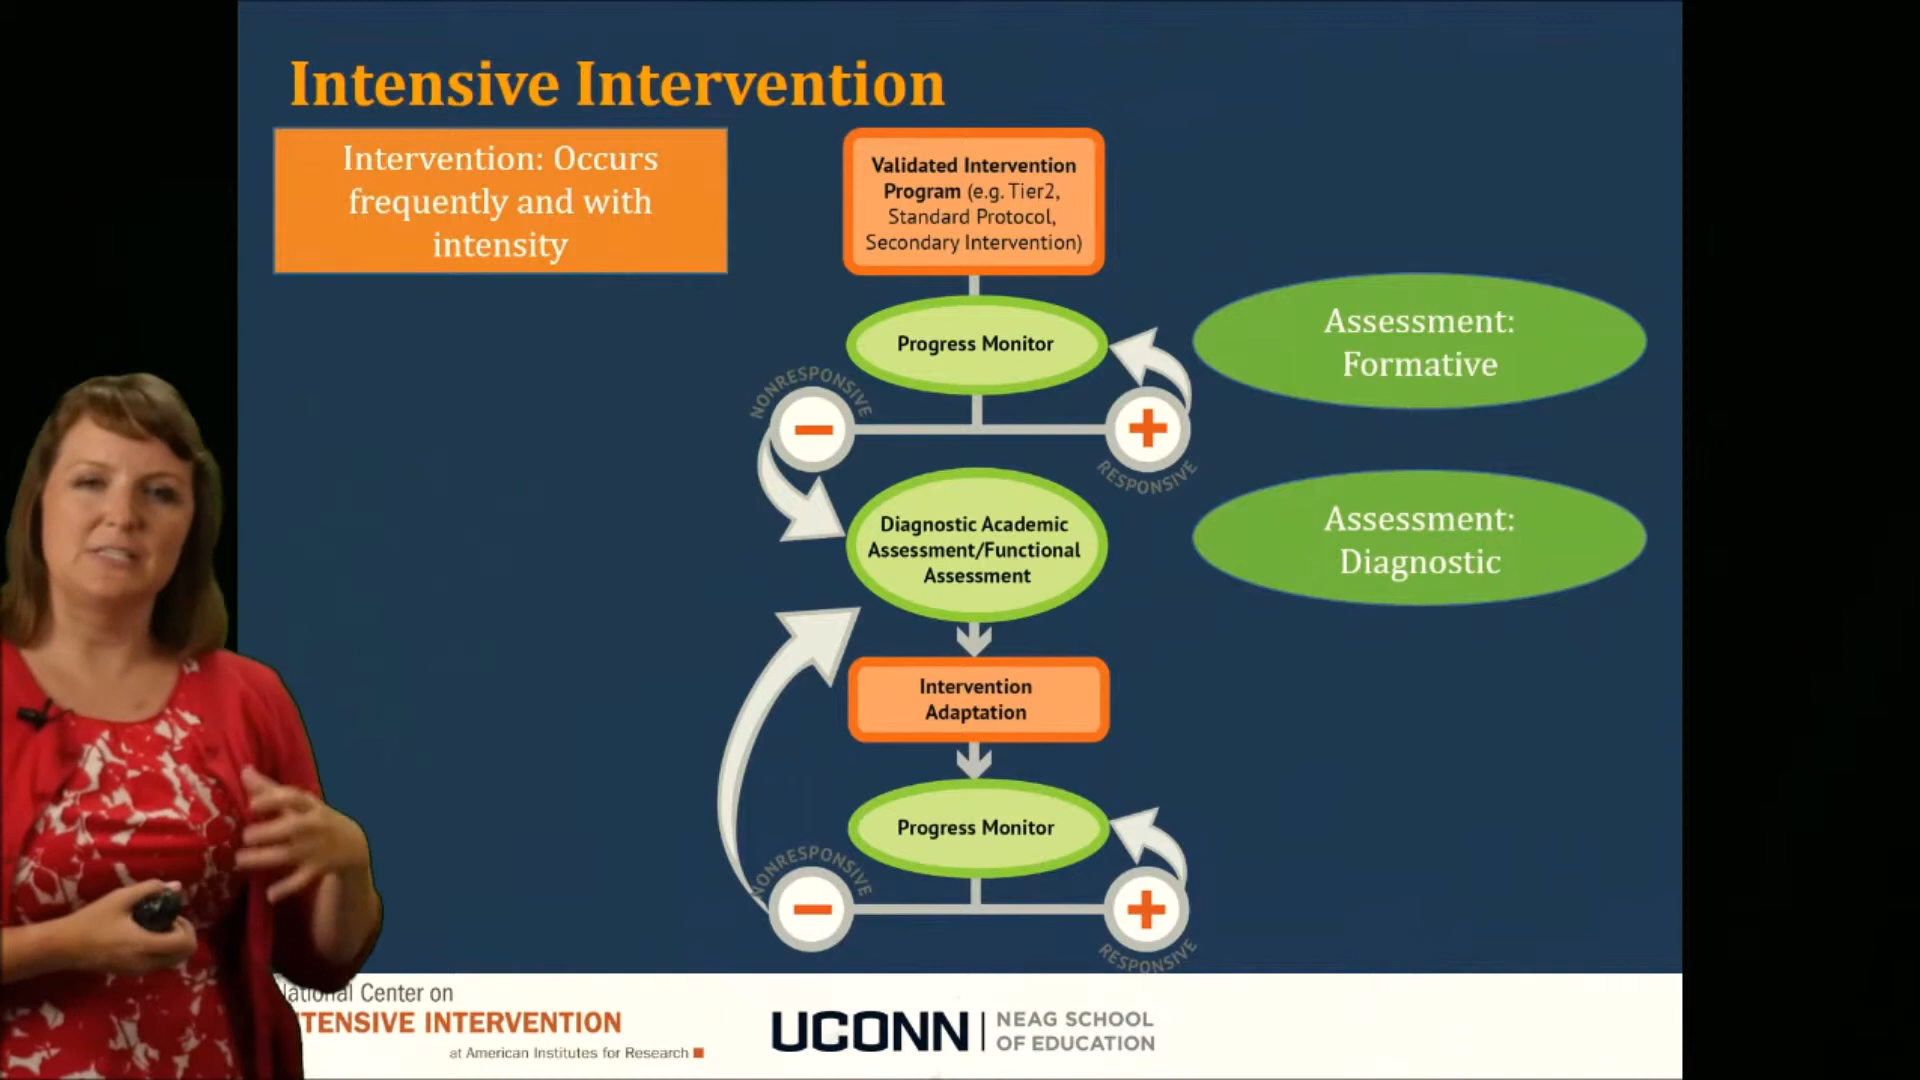 Intensive Intervention
Intervention: Occurs
frequently and with
intensity
Validated Intervention
Program (e.g. Tier2,
Standard Protocol,
Secondary Intervention)
Progress Monitor
Assessment:
Formative
NONRESPONSIVE
RESPONSIVE
Diagnostic Academic
Assessment/Functional
Assessment
Assessment:
Diagnostic
Intervention
Adaptation
Progress Monitor
NONRESPONSIVE
RESPONSIVE
National Center on
INTENSIVE INTERVENTION
at American Institutes for Research
UCONN
NEAG SCHOOL
OF EDUCATION